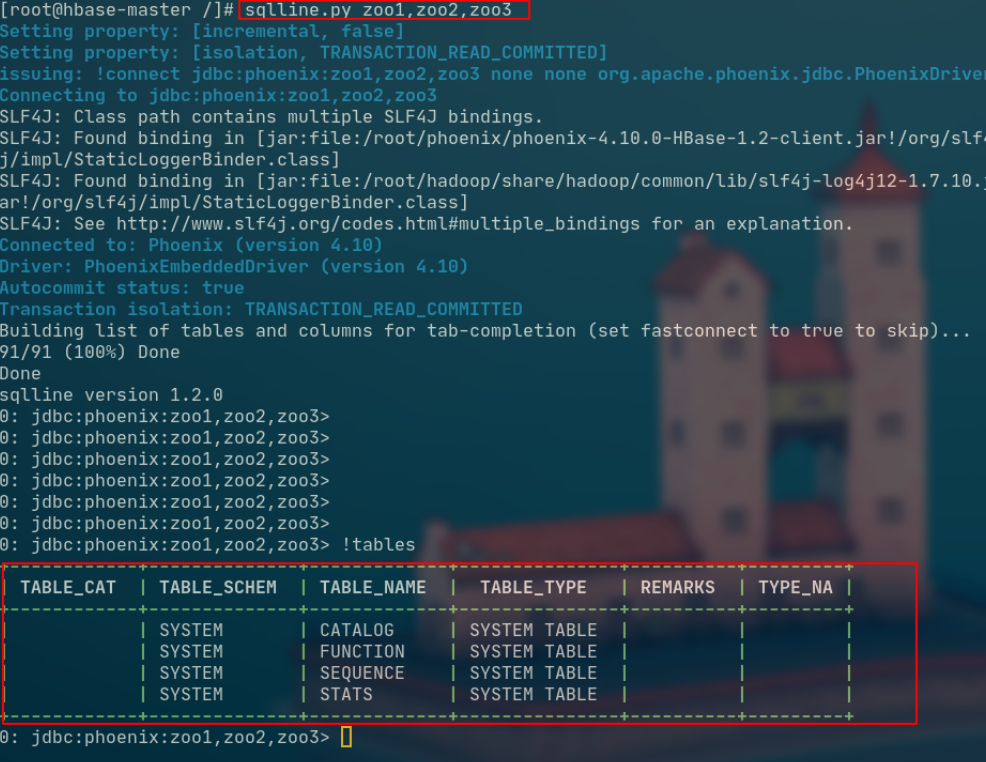 [root@hbase-master /]# sqlline.py zoo1,zoo2,zoo3
Setting property: [incremental, false]
Setting property: [isolation, TRANSACTION_READ_COMMITTED]
issuing: !connect jdbc:phoenix:zoo1,zoo2,zoo3 none none org.apache.phoenix.jdbc.PhoenixDriver
Connecting to jdbc:phoenix:zoo1,zoo2,zoo3
SLF4J: Class path contains multiple SLF4J bindings.
SLF4J: Found binding in [jar:file:/root/phoenix/phoenix-4.10.0-HBase-1.2-client.jar!/org/slf4
j/impl/StaticLoggerBinder.class]
SLF4J: Found binding in [jar:file:/root/hadoop/share/hadoop/common/lib/slf4j-log4j12-1.7.10.j
ar!/org/slf4j/impl/StaticLoggerBinder.class]
SLF4J: See http://www.slf4j.org/codes.html#multiple_bindings for an explanation.
Connected to: Phoenix (version 4.10)
Driver: PhoenixEmbeddedDriver (version 4.10)
Autocommit status: true
Transaction isolation: TRANSACTION_READ_COMMITTED
Building list of tables and columns for tab-completion (set fastconnect to true to skip)...
91/91 (100%) Done
Done
sqlline version 1.2.0
0: jdbc:phoenix:zoo1,zoo2,zoo3>
0: jdbc:phoenix:zoo1,zoo2,zoo3>
0: jdbc:phoenix:zoo1,zoo2,zoo3>
0: jdbc:phoenix:zoo1,zoo2,zoo3>
0: jdbc:phoenix:zoo1,zoo2,zoo3>
0: jdbc:phoenix:zoo1,zoo2,zoo3>
0: jdbc:phoenix:zoo1,zoo2,zoo3> !tables
| TABLE_CAT | TABLE_SCHEM | TABLE_NAME | TABLE_TYPE | REMARKS | TYPE_NA |
| | SYSTEM | CATALOG | SYSTEM TABLE | | |
| | SYSTEM | FUNCTION | SYSTEM TABLE | | |
| | SYSTEM | SEQUENCE | SYSTEM TABLE | | |
| | SYSTEM | STATS | SYSTEM TABLE | | |
0: jdbc:phoenix:zoo1,zoo2,zoo3>